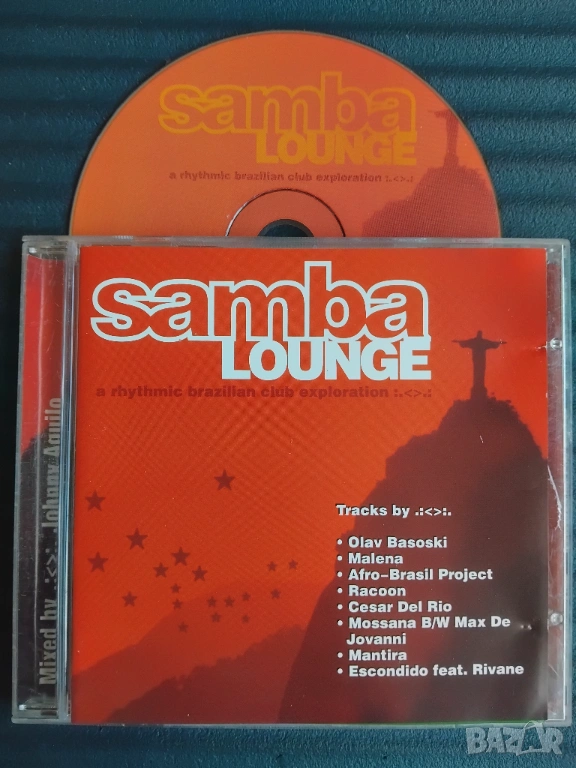 samba
LOUNGE
a rhythmic brazilian club exploration :.<>.:
samba
LOUNGE
a rhythmic brazilian club exploration :.<>.:
Mixed by .:<>:. Johnny Aquilo
Tracks by .:<>:.
• Olav Basoski
• Malena
• Afro-Brasil Project
• Racoon
• Cesar Del Rio
• Mossana B/W Max De
Jovanni
• Mantira
• Escondido feat. Rivane
BAZAR